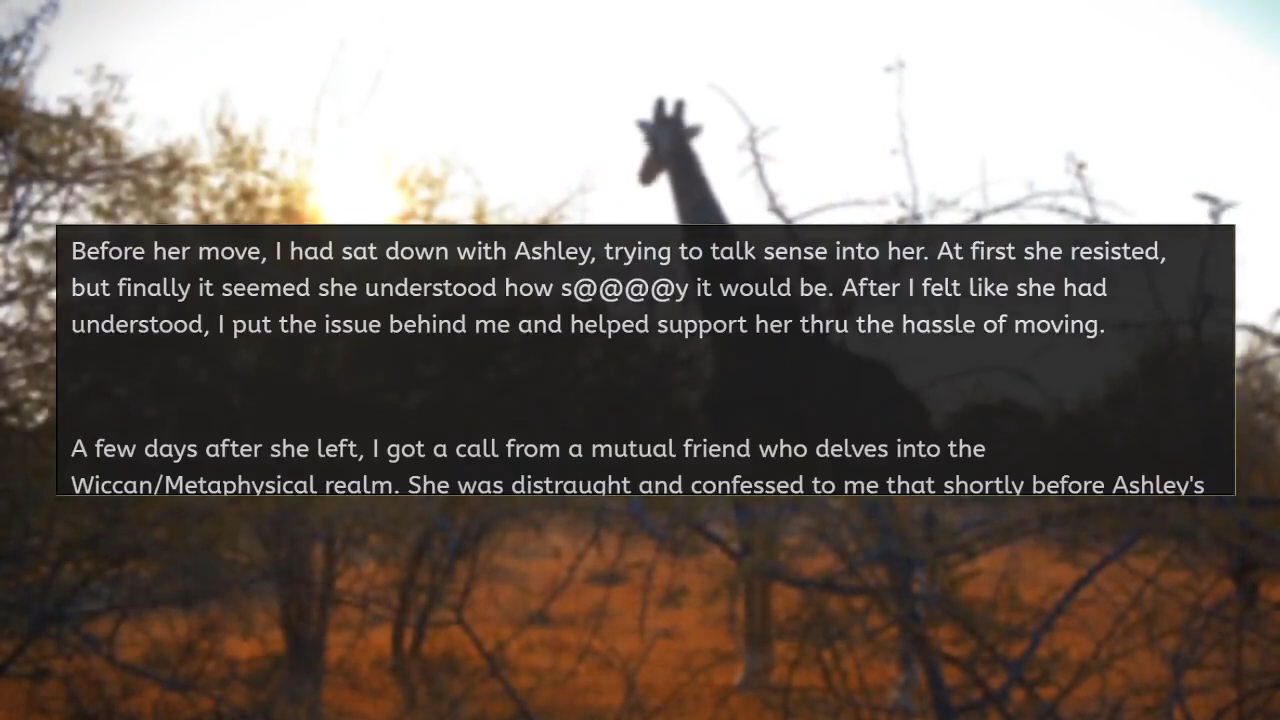 Before her move, I had sat down with Ashley, trying to talk sense into her. At first she resisted,
but finally it seemed she understood how s@@@@y it would be. After I felt like she had
understood, I put the issue behind me and helped support her thru the hassle of moving.
A few days after she left, I got a call from a mutual friend who delves into the
Wiccan/Metaphysical realm. She was distraught and confessed to me that shortly before Ashley's